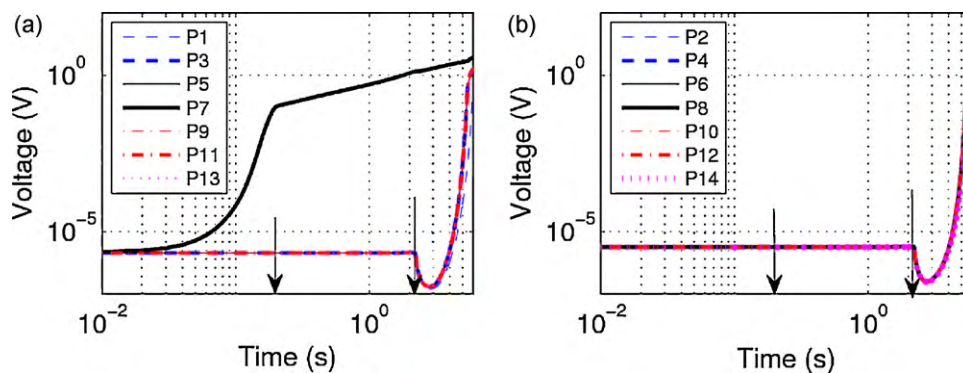 (a)
P1
P3
P5
P7
P9
P11
P13
Voltage (V)
10^0
10^-5
10^-2
10^0
Time (s)
(b)
P2
P4
P6
P8
P10
P12
P14
Voltage (V)
10^0
10^-5
10^-2
10^0
Time (s)